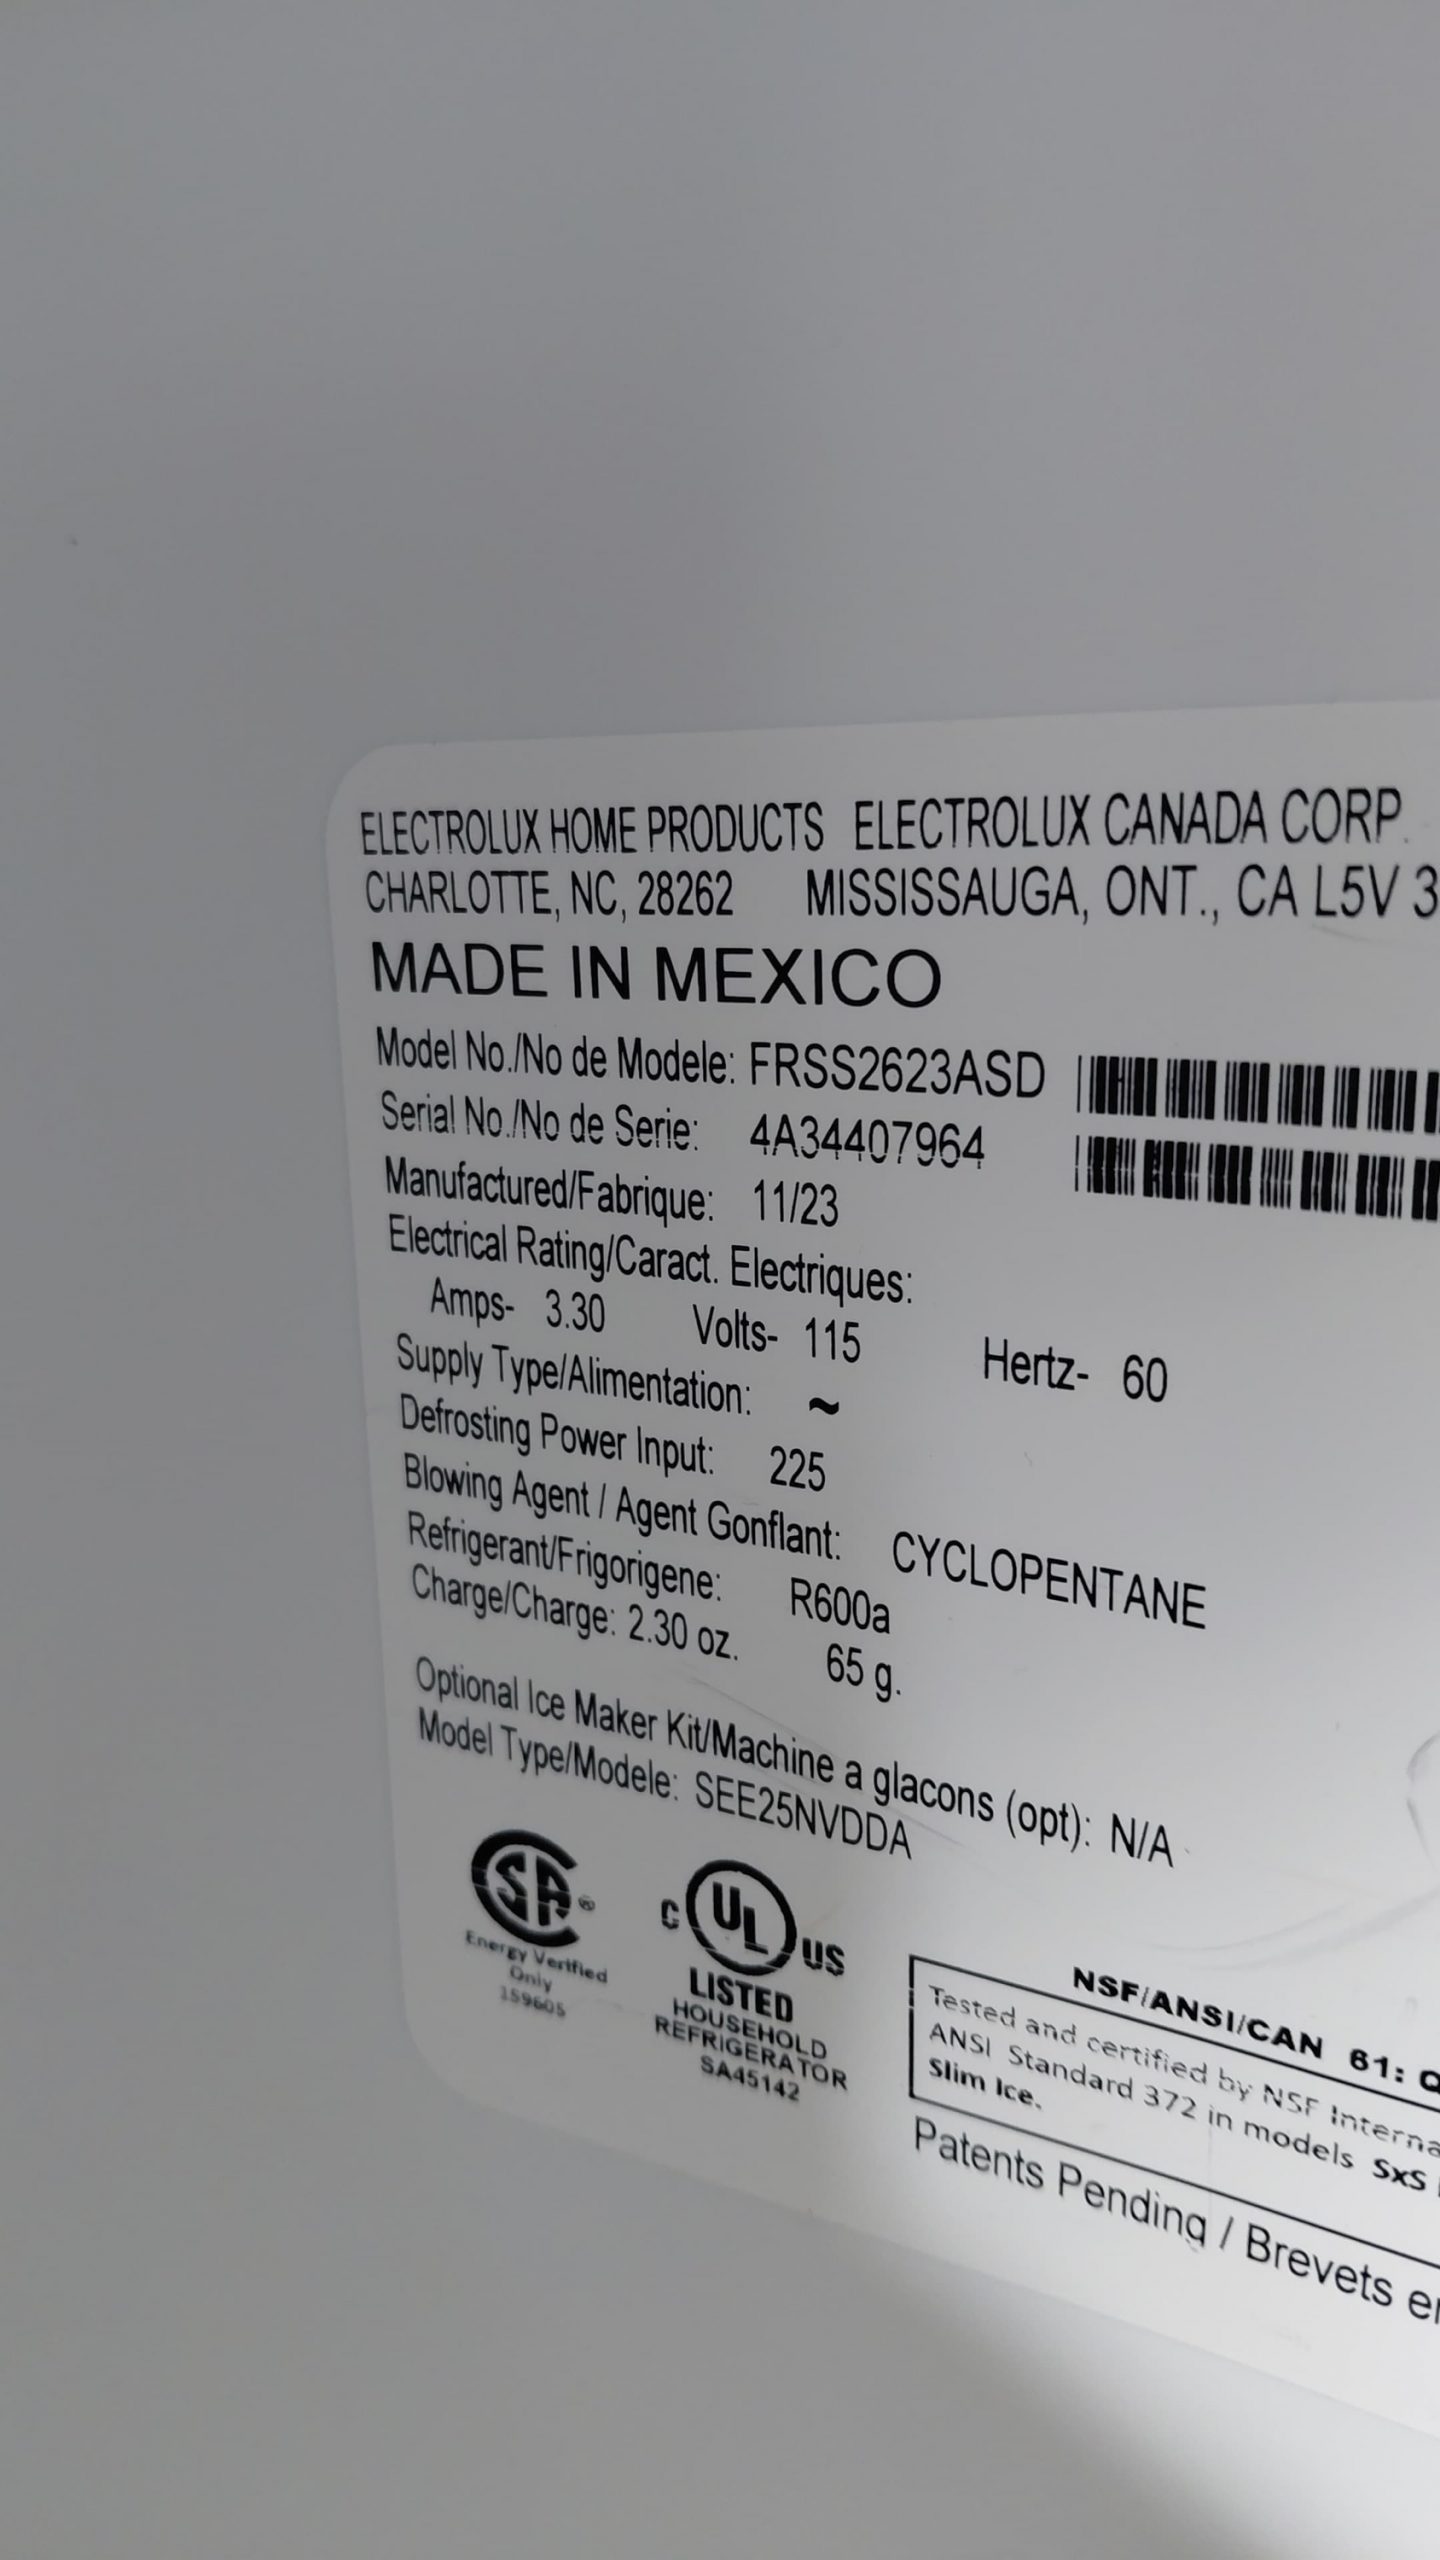 ELECTROLUX HOME PRODUCTS ELECTROLUX CANADA CORP.
CHARLOTTE, NC, 28262 MISSISSAUGA, ONT., CA L5V 3
MADE IN MEXICO
Model No./No de Modele: FRSS2623ASD
Serial No./No de Serie: 4A34407964
Manufactured/Fabrique: 11/23
Electrical Rating/Caract. Electriques:
Amps- 3.30 Volts- 115 Hertz- 60
Supply Type/Alimentation: ~
Defrosting Power Input: 225
Blowing Agent / Agent Gonflant: CYCLOPENTANE
Refrigerant/Frigorigene: R600a
Charge/Charge: 2.30 oz. 65 g.
Optional Ice Maker Kit/Machine a glacons (opt): N/A
Model Type/Modele: SEE25NVDDA
SA®
Energy Verified
Only
159605
C UL US
LISTED
HOUSEHOLD
REFRIGERATOR
SA45142
NSF/ANSI/CAN 61: Q
Tested and certified by NSF Interna
ANSI Standard 372 in models SxS
Slim Ice.
Patents Pending / Brevets en